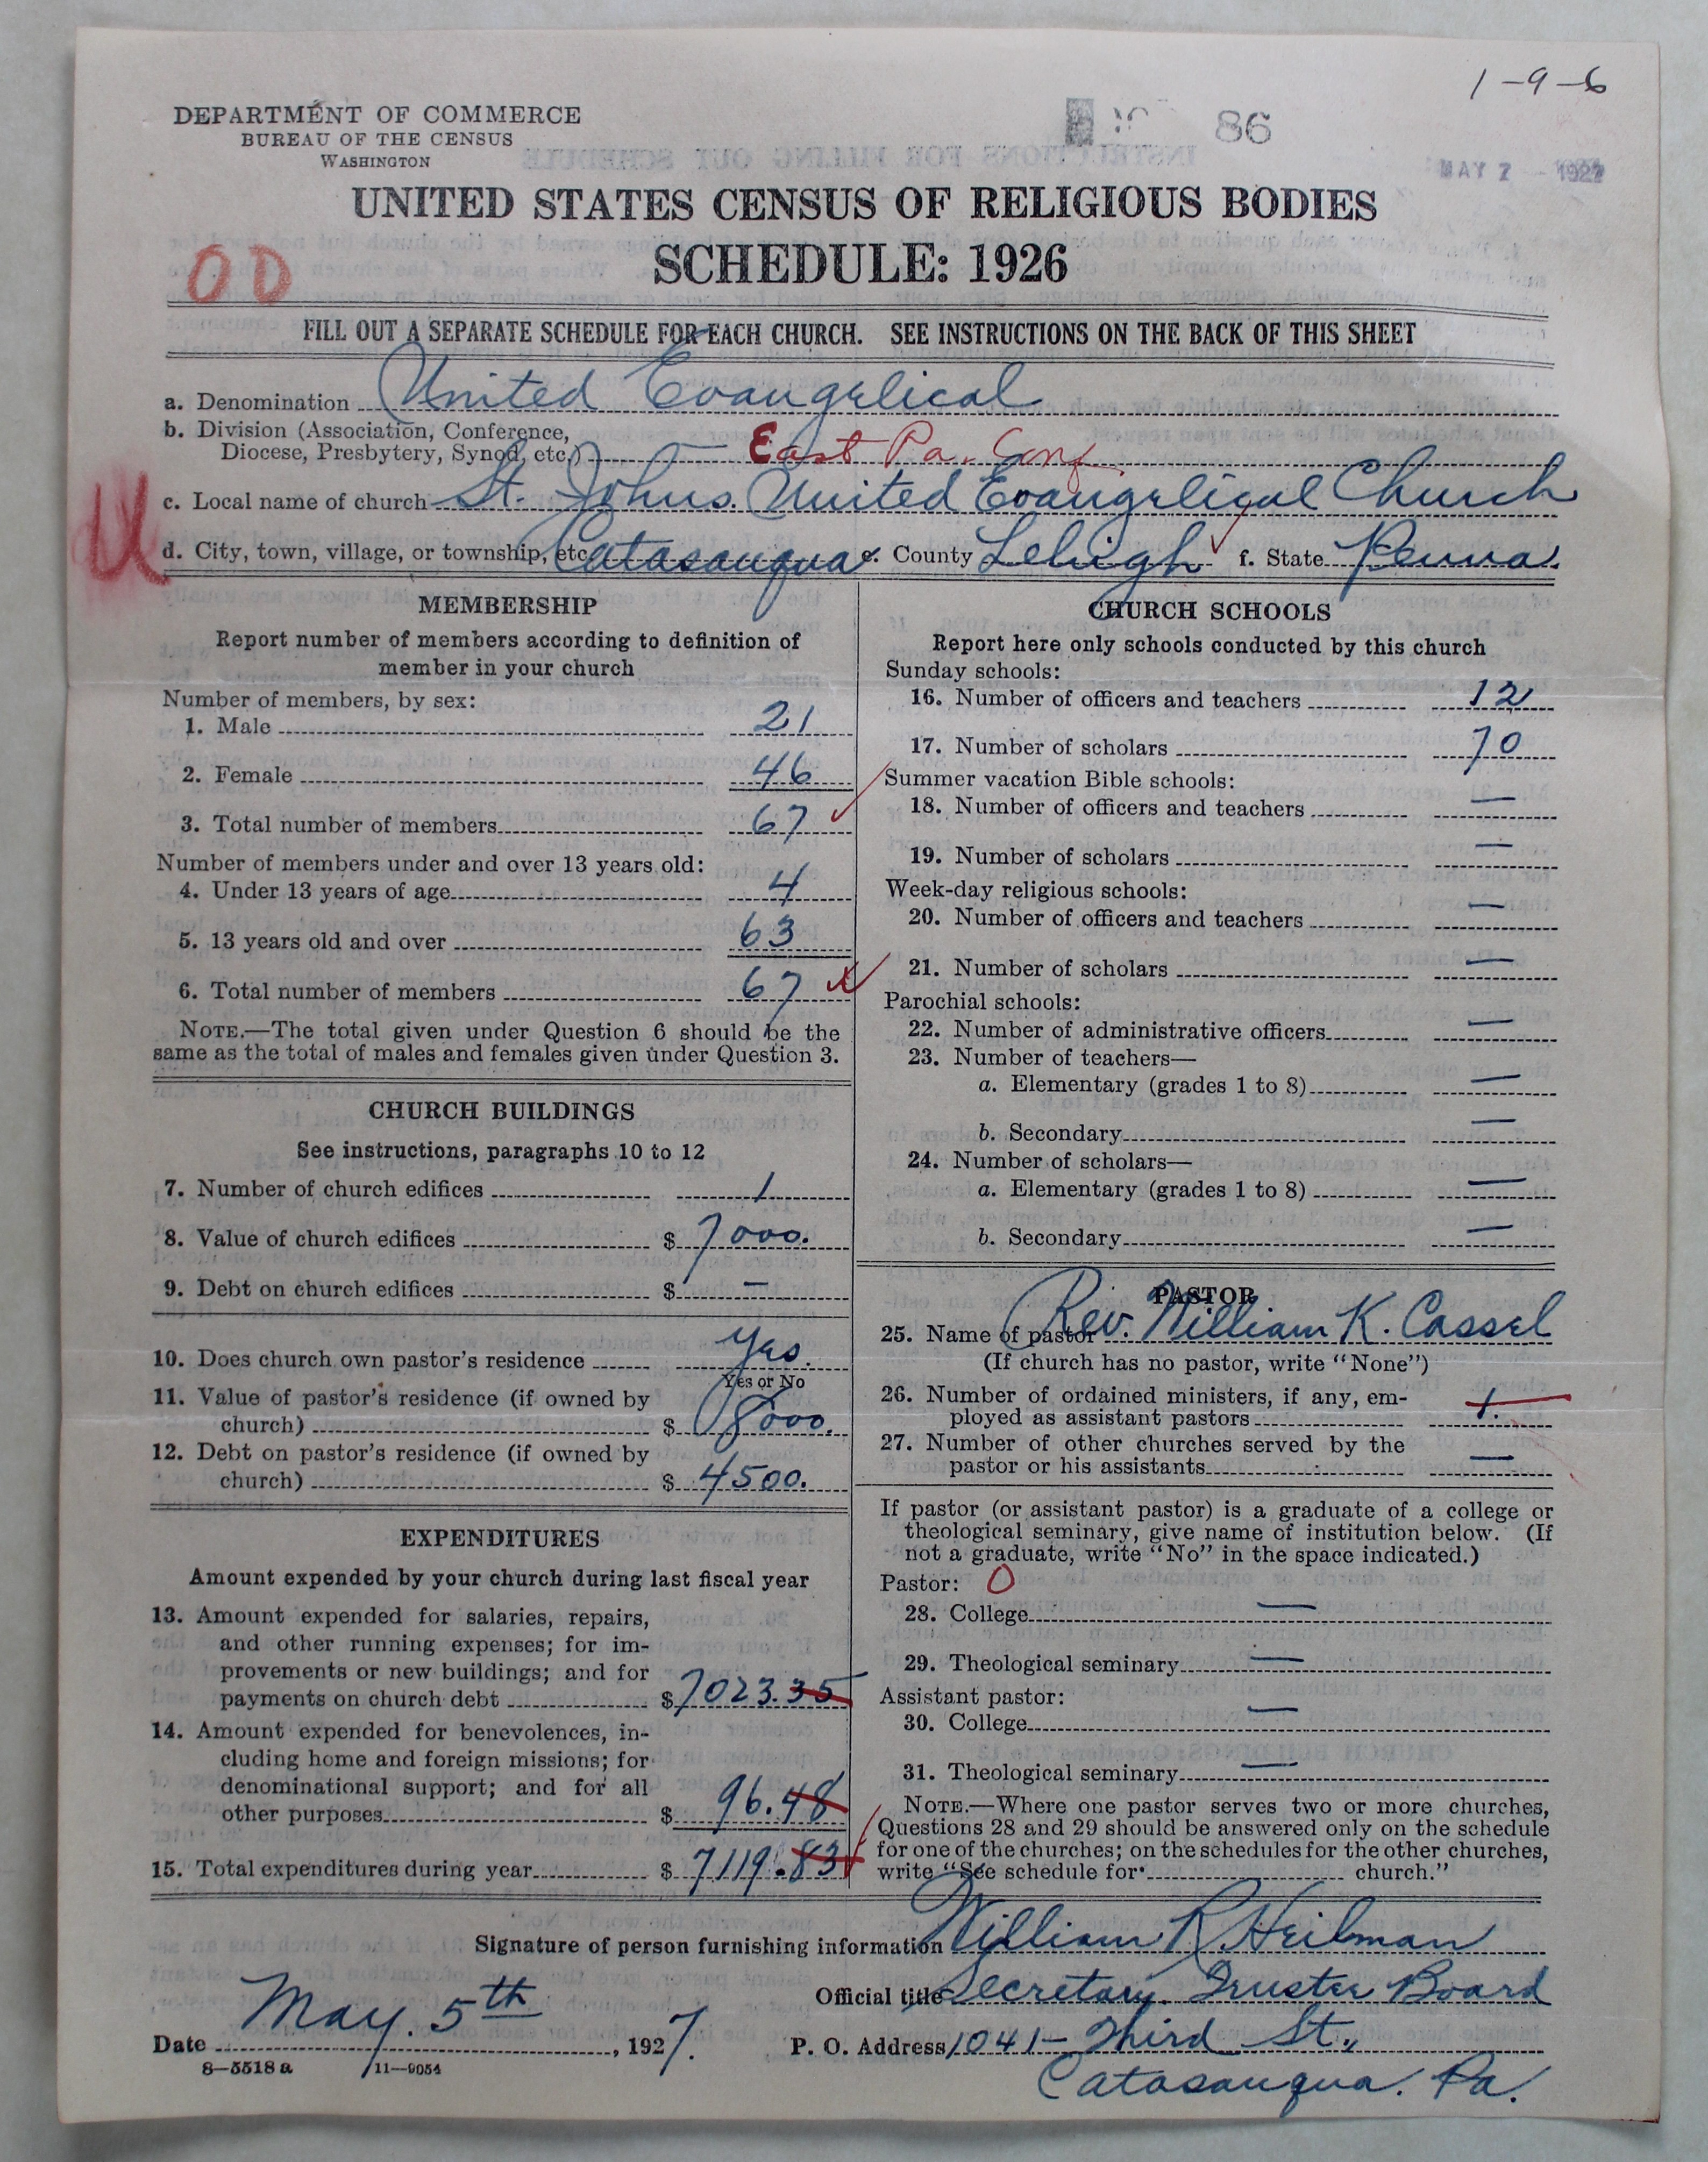 1-9-6
DEPARTMENT OF COMMERCE
BUREAU OF THE CENSUS
WASHINGTON
86
MAY 7 1927
UNITED STATES CENSUS OF RELIGIOUS BODIES
SCHEDULE: 1926
OD
FILL OUT A SEPARATE SCHEDULE FOR EACH CHURCH. SEE INSTRUCTIONS ON THE BACK OF THIS SHEET
a. Denomination United Evangelical
b. Division (Association, Conference,
Diocese, Presbytery, Synod, etc.) East Pa. Conf.
c. Local name of church St. Johns. United Evangelical Church
d. City, town, village, or township, etc. Catasauqua e. County Lehigh f. State Penna.
MEMBERSHIP
Report number of members according to definition of
member in your church
Number of members, by sex:
1. Male 21
2. Female 46
3. Total number of members 67
Number of members under and over 13 years old:
4. Under 13 years of age 4
5. 13 years old and over 63
6. Total number of members 67
NOTE.—The total given under Question 6 should be the
same as the total of males and females given under Question 3.
CHURCH BUILDINGS
See instructions, paragraphs 10 to 12
7. Number of church edifices 1
8. Value of church edifices $ 7000.
9. Debt on church edifices $ —
10. Does church own pastor's residence Yes.
Yes or No
11. Value of pastor's residence (if owned by
church) $ 8000.
12. Debt on pastor's residence (if owned by
church) $ 4500.
EXPENDITURES
Amount expended by your church during last fiscal year
13. Amount expended for salaries, repairs,
and other running expenses; for im-
provements or new buildings; and for
payments on church debt $ 7023.35
14. Amount expended for benevolences, in-
cluding home and foreign missions; for
denominational support; and for all
other purposes $ 96.48
15. Total expenditures during year $ 7119.83
CHURCH SCHOOLS
Report here only schools conducted by this church
Sunday schools:
16. Number of officers and teachers 12
17. Number of scholars 70
Summer vacation Bible schools:
18. Number of officers and teachers —
19. Number of scholars —
Week-day religious schools:
20. Number of officers and teachers —
21. Number of scholars —
Parochial schools:
22. Number of administrative officers —
23. Number of teachers—
a. Elementary (grades 1 to 8) —
b. Secondary —
24. Number of scholars—
a. Elementary (grades 1 to 8) —
b. Secondary —
PASTOR
25. Name of pastor Rev. William K. Cassel
(If church has no pastor, write "None")
26. Number of ordained ministers, if any, em-
ployed as assistant pastors 1.
27. Number of other churches served by the
pastor or his assistants —
If pastor (or assistant pastor) is a graduate of a college or
theological seminary, give name of institution below. (If
not a graduate, write "No" in the space indicated.)
Pastor: O
28. College —
29. Theological seminary —
Assistant pastor:
30. College —
31. Theological seminary —
NOTE.—Where one pastor serves two or more churches,
Questions 28 and 29 should be answered only on the schedule
for one of the churches; on the schedules for the other churches,
write "See schedule for church."
Signature of person furnishing information William R Heilman
Official title Secretary. Trustee Board
Date May. 5th, 1927. P. O. Address 1041- Third St.,
Catasauqua. Pa.
8—5518 a 11—9054